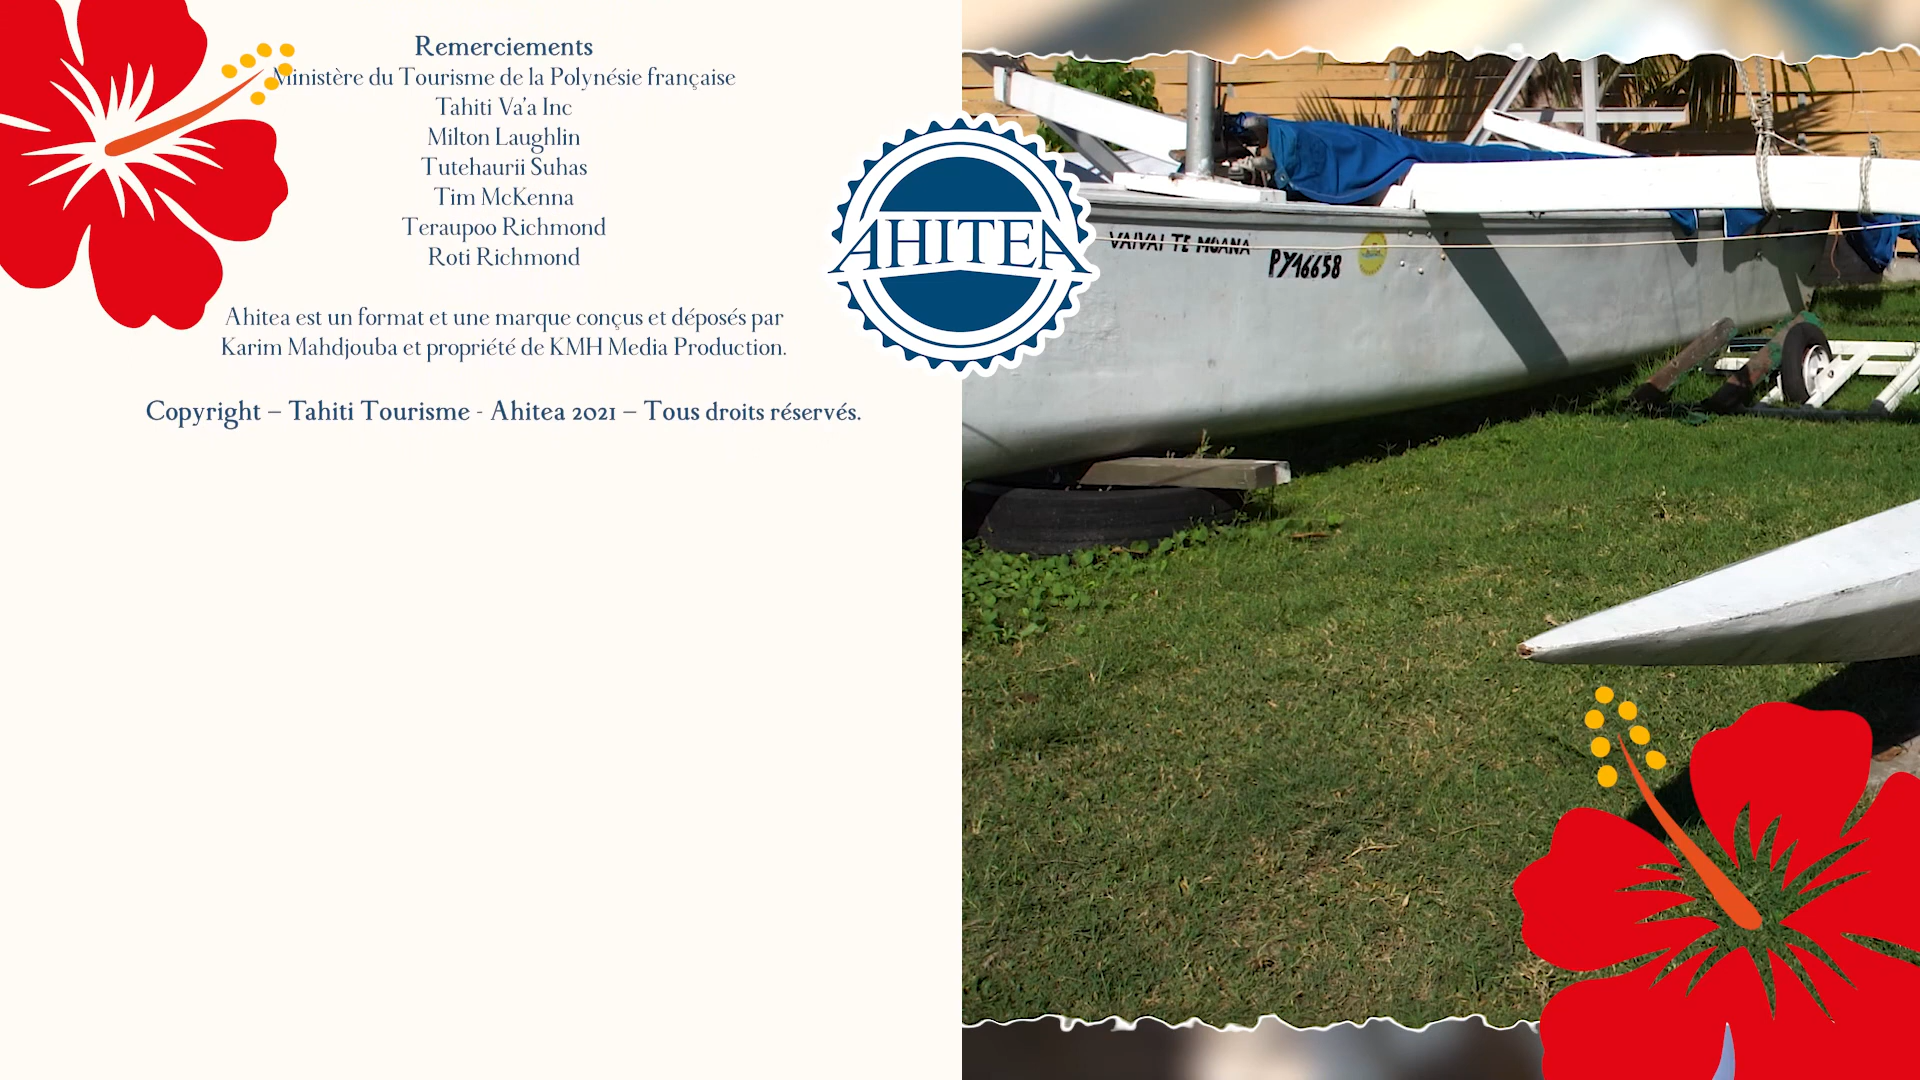 Remerciements
Ministère du Tourisme de la Polynésie française
Tahiti Va'a Inc
Milton Laughlin
Tutehaurii Suhas
Tim McKenna
Teraupoo Richmond
Roti Richmond
Ahitea est un format et une marque conçus et déposés par
Karim Mahdjouba et propriété de KMH Media Production.
Copyright – Tahiti Tourisme - Ahitea 2021 – Tous droits réservés.
AHITEA
VAIVAI TE MOANA
PY16658